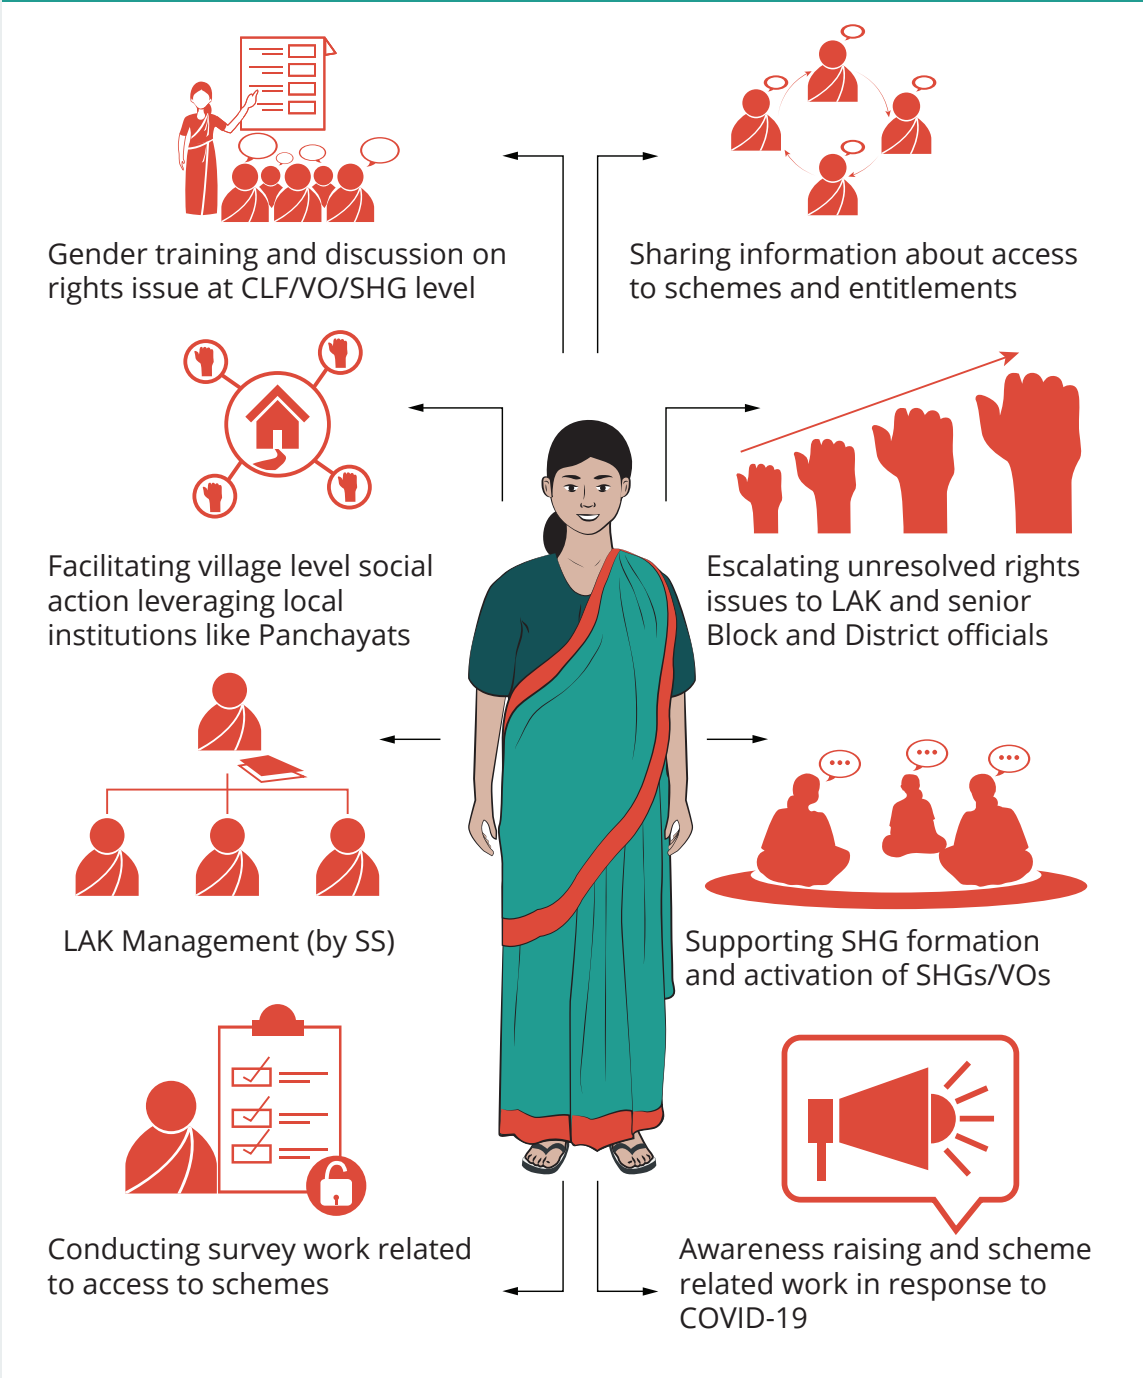 Gender training and discussion on
rights issue at CLF/VO/SHG level
Sharing information about access
to schemes and entitlements
Facilitating village level social
action leveraging local
institutions like Panchayats
Escalating unresolved rights
issues to LAK and senior
Block and District officials
LAK Management (by SS)
Supporting SHG formation
and activation of SHGs/VOs
Conducting survey work related
to access to schemes
Awareness raising and scheme
related work in response to
COVID-19